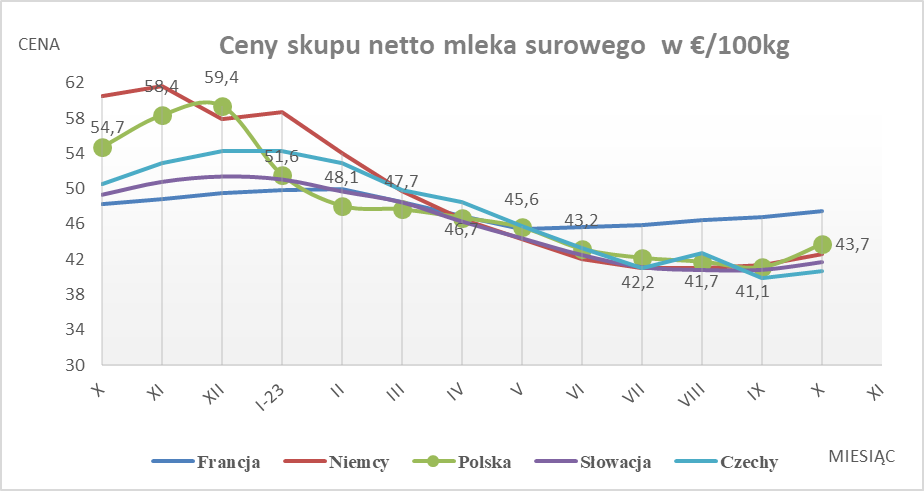 CENA
Ceny skupu netto mleka surowego w €/100kg
62
58
54
50
46
42
38
34
30
54,7
58,4
59,4
51,6
48,1
47,7
46,7
45,6
43,2
42,2
41,7
41,1
43,7
X
XI
XII
I-23
II
III
IV
V
VI
VII
VIII
IX
X
XI
MIESIĄC
Francja
Niemcy
Polska
Słowacja
Czechy